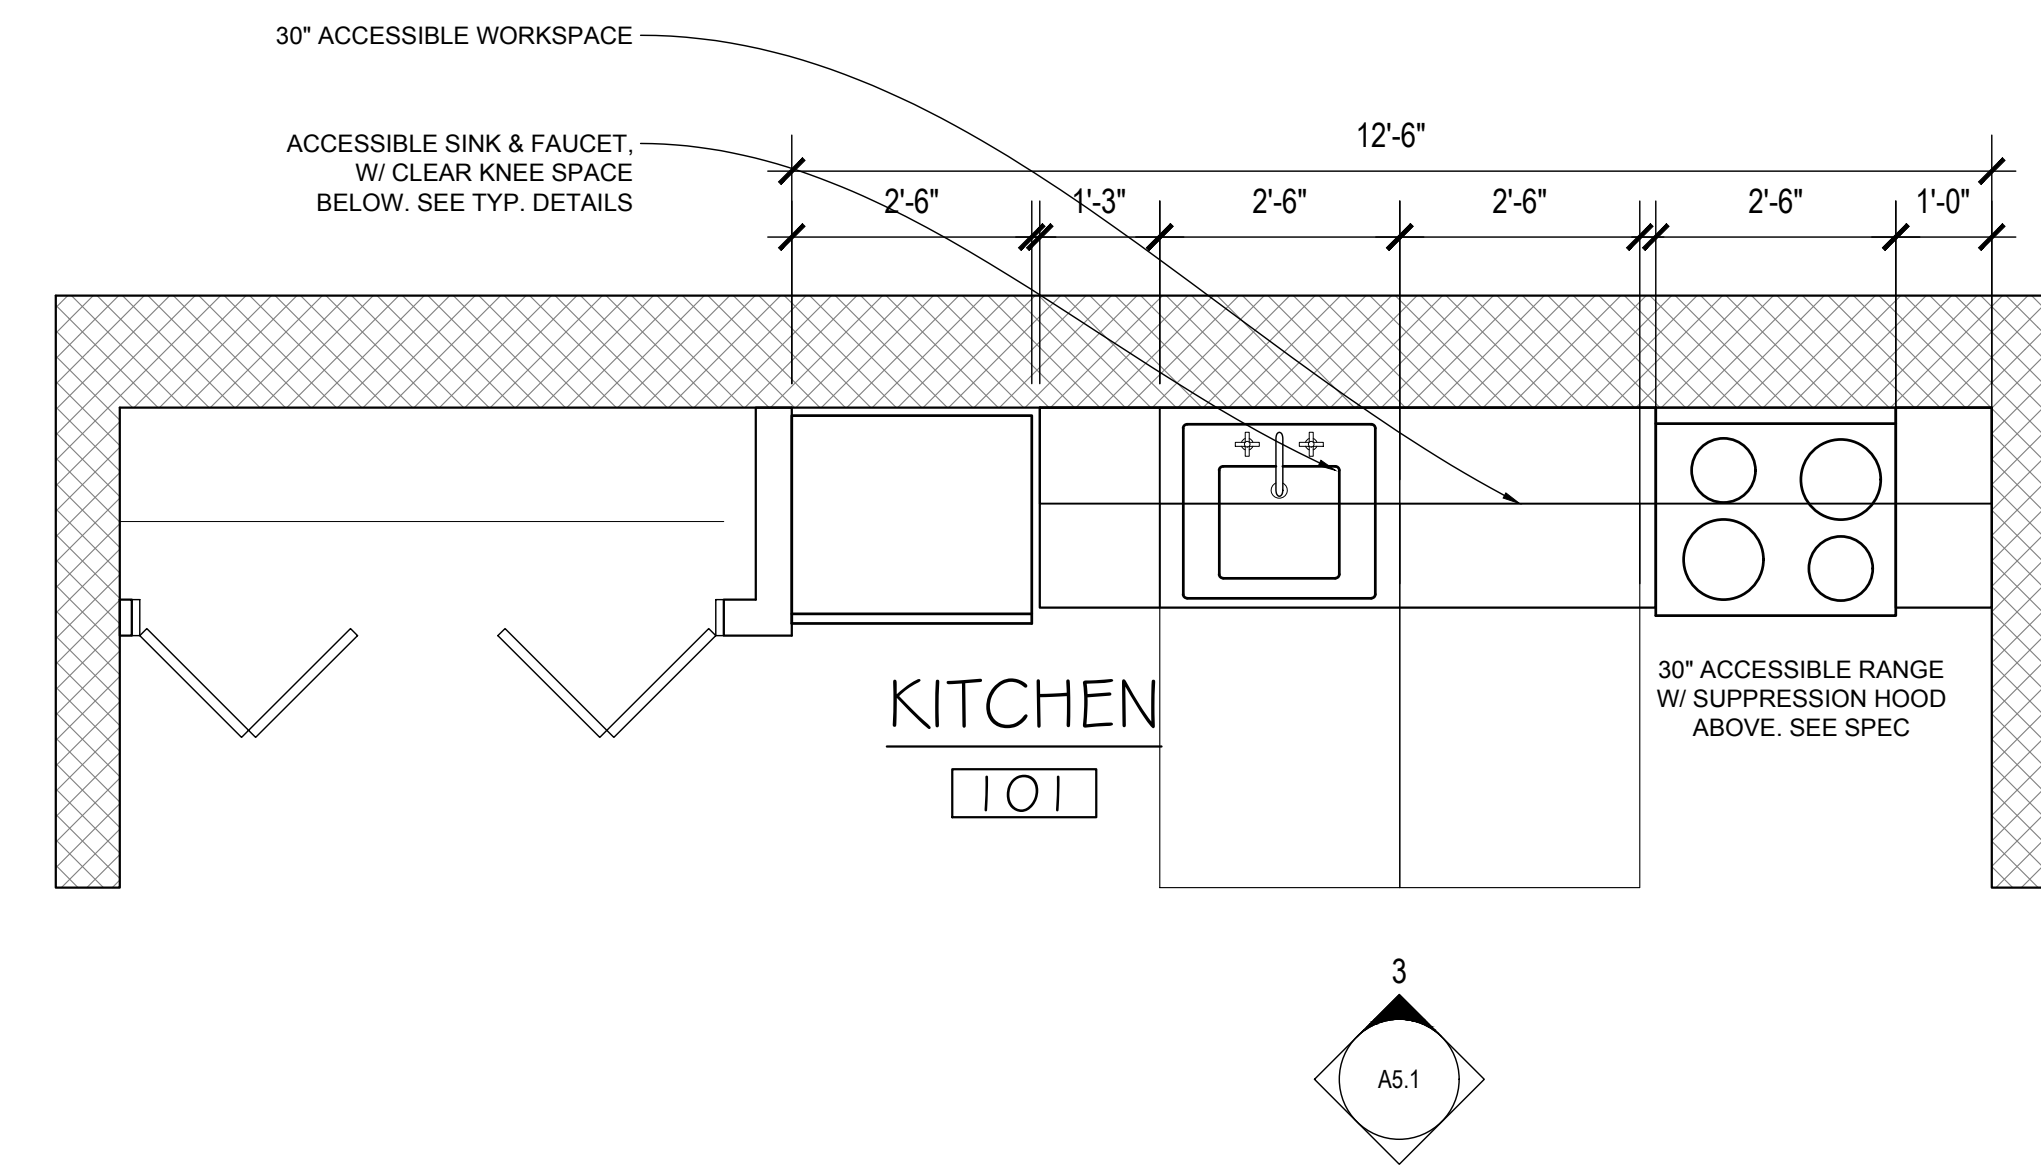 30" ACCESSIBLE WORKSPACE
ACCESSIBLE SINK & FAUCET,
W/ CLEAR KNEE SPACE
BELOW. SEE TYP. DETAILS
12'-6"
2'-6" 1'-3" 2'-6" 2'-6" 2'-6" 1'-0"
30" ACCESSIBLE RANGE
W/ SUPPRESSION HOOD
ABOVE. SEE SPEC
KITCHEN
101
3
A5.1